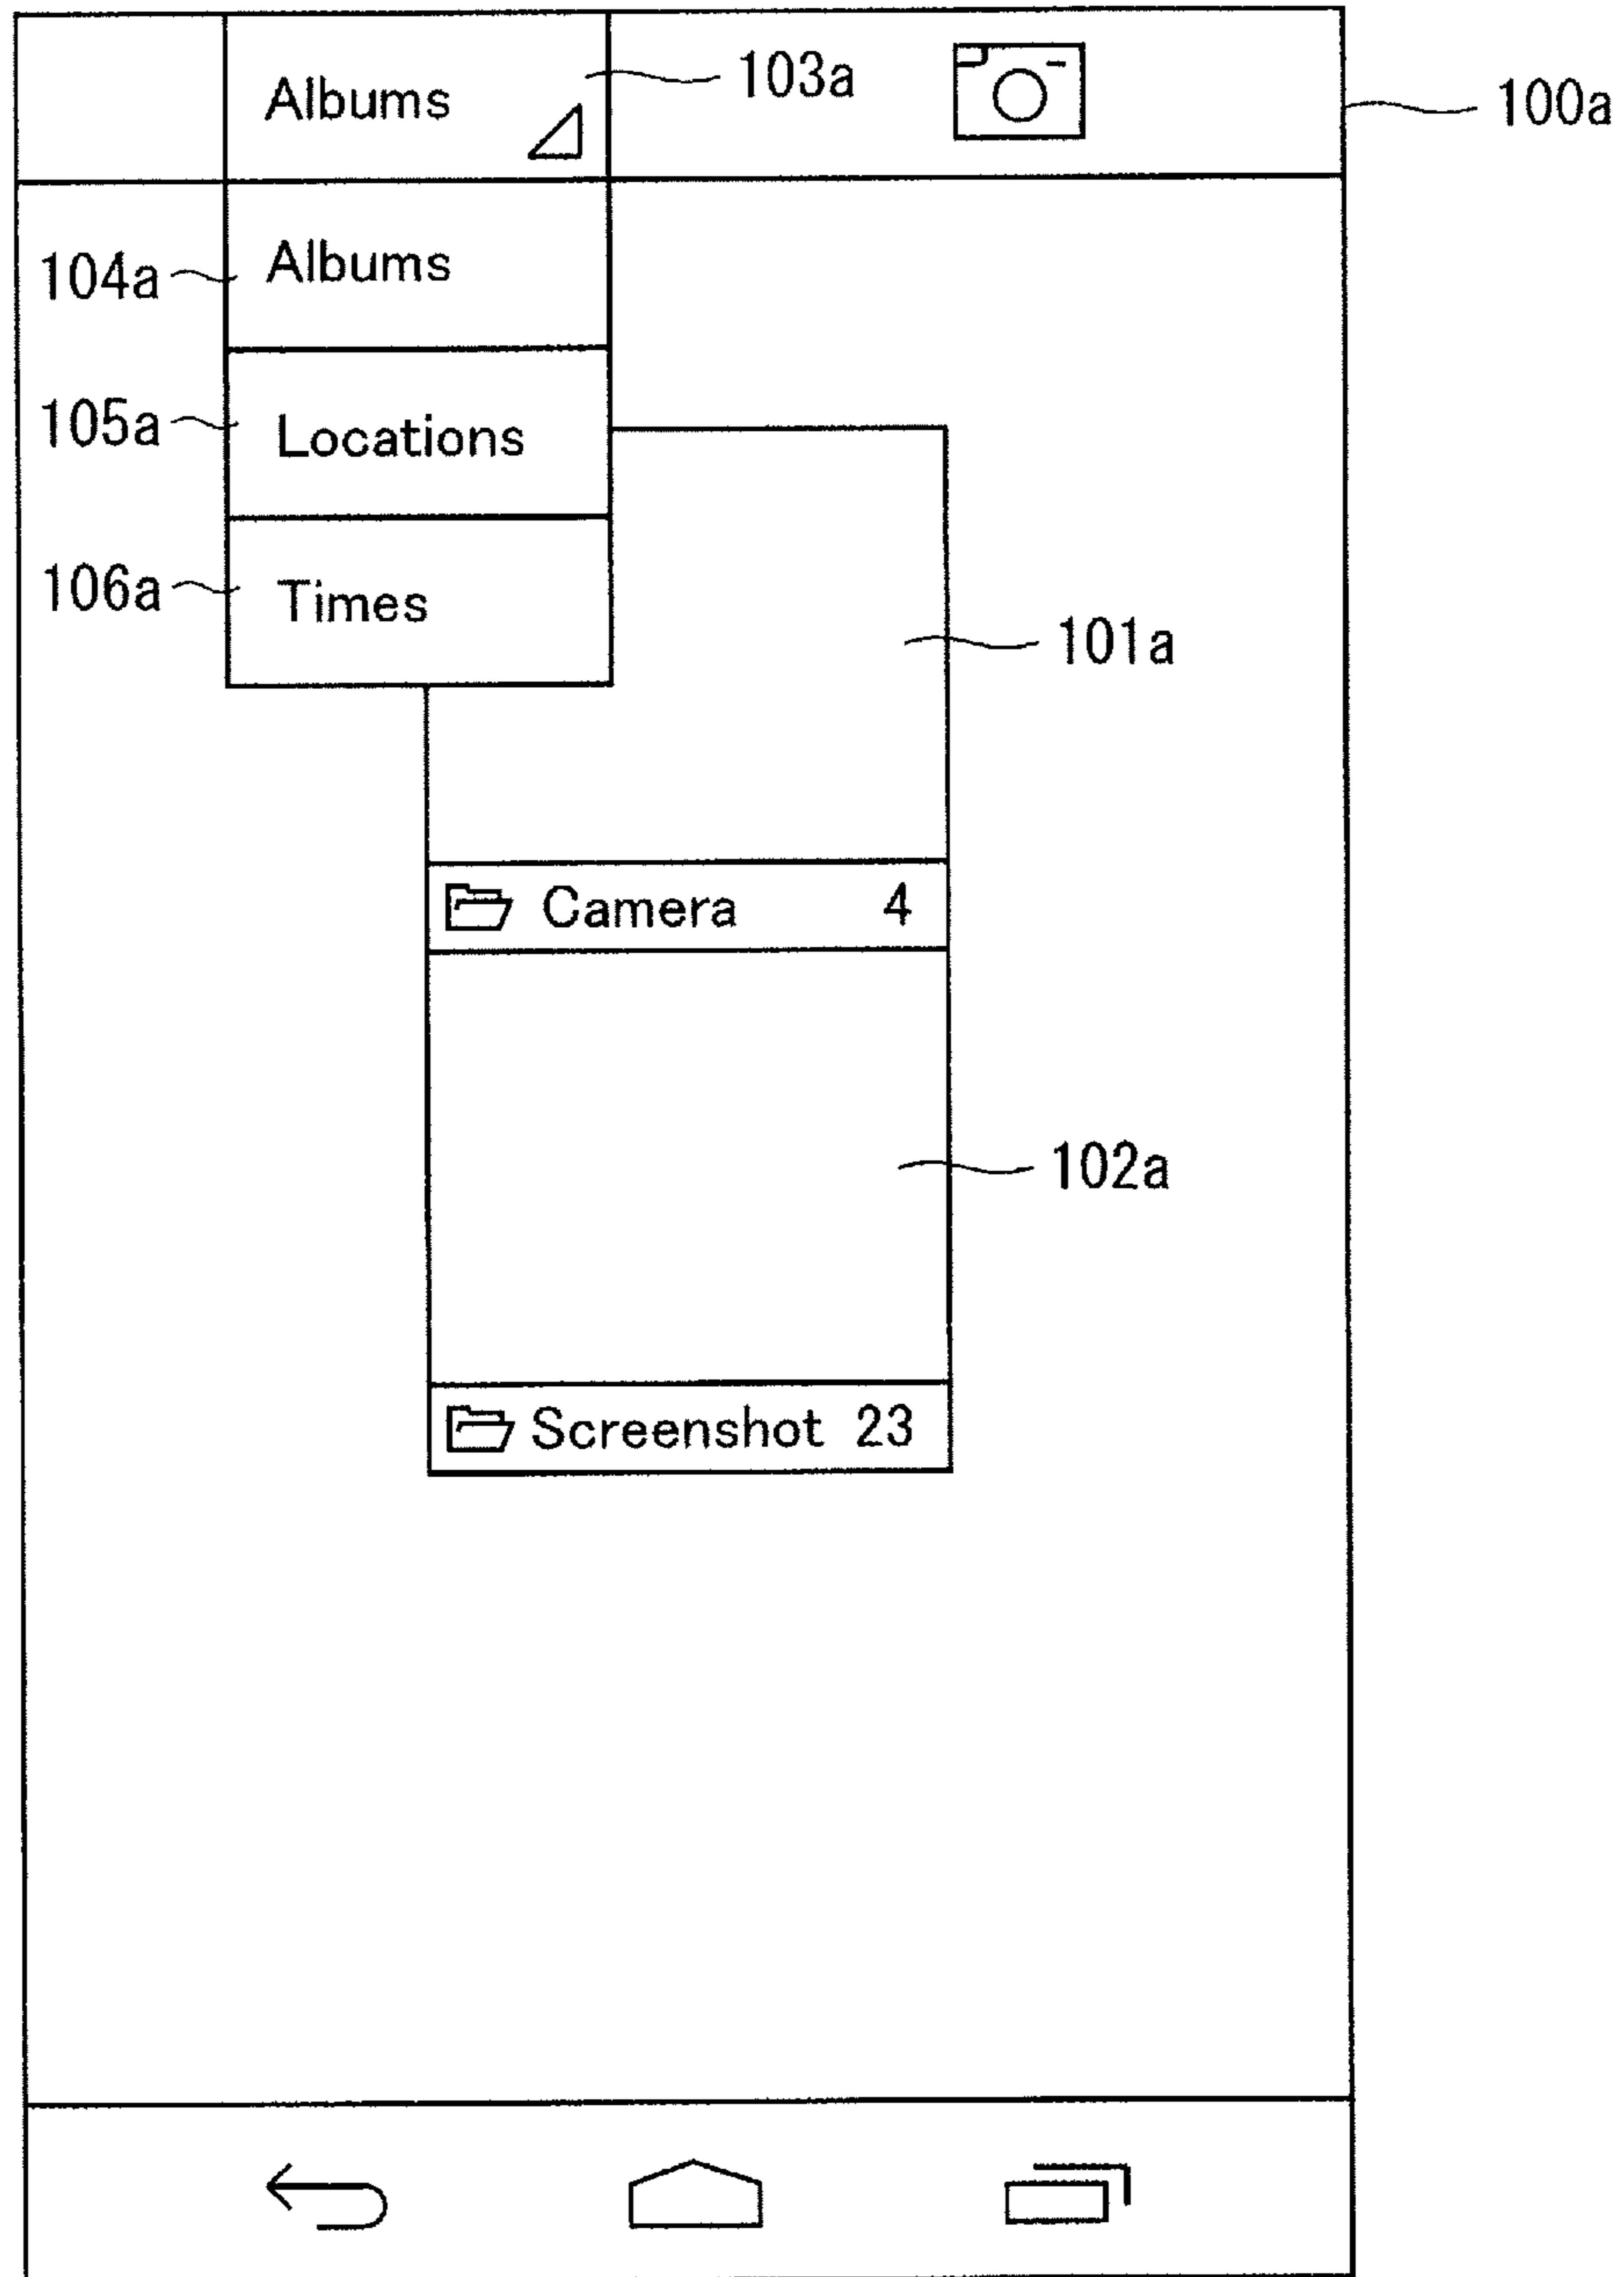 Albums
103a
100a
104a
Albums
105a
Locations
106a
Times
101a
Camera 4
102a
Screenshot 23